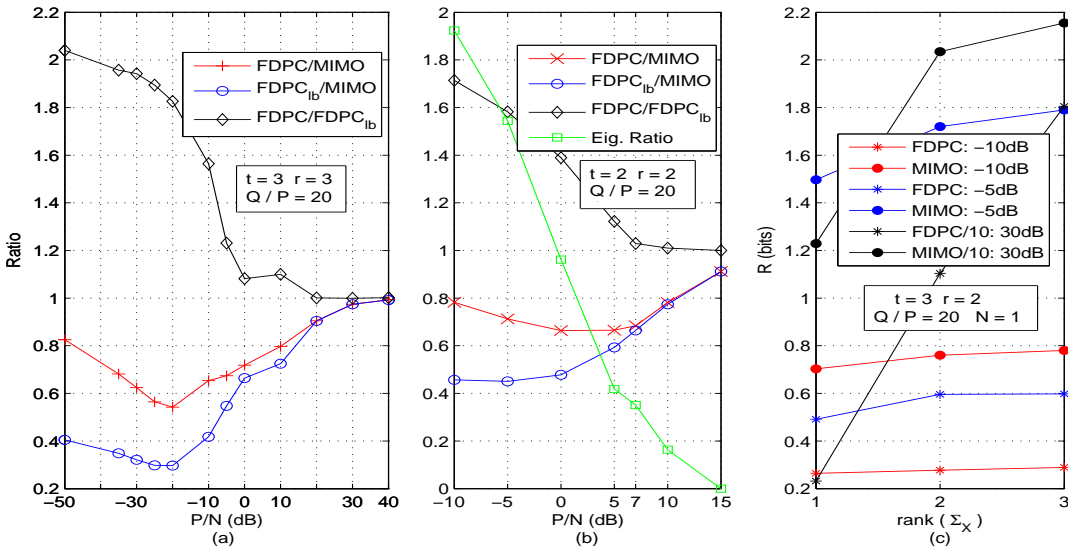 2.2
2
1.8
1.6
1.4
1.2
1
0.8
0.6
0.4
0.2
Ratio
FDPC/MIMO
FDPC_lb/MIMO
FDPC/FDPC_lb
t = 3 r = 3
Q / P = 20
−50 −30 −10 0 10 20 30 40
P/N (dB)
(a)
2
1.8
1.6
1.4
1.2
1
0.8
0.6
0.4
0.2
0
FDPC/MIMO
FDPC_lb/MIMO
FDPC/FDPC_lb
Eig. Ratio
t = 2 r = 2
Q / P = 20
−10 −5 0 5 7 10 15
P/N (dB)
(b)
2.2
2
1.8
1.6
1.4
1.2
1
0.8
0.6
0.4
0.2
R (bits)
FDPC: −10dB
MIMO: −10dB
FDPC: −5dB
MIMO: −5dB
FDPC/10: 30dB
MIMO/10: 30dB
t = 3 r = 2
Q / P = 20 N = 1
1 2 3
rank ( Σ_X )
(c)